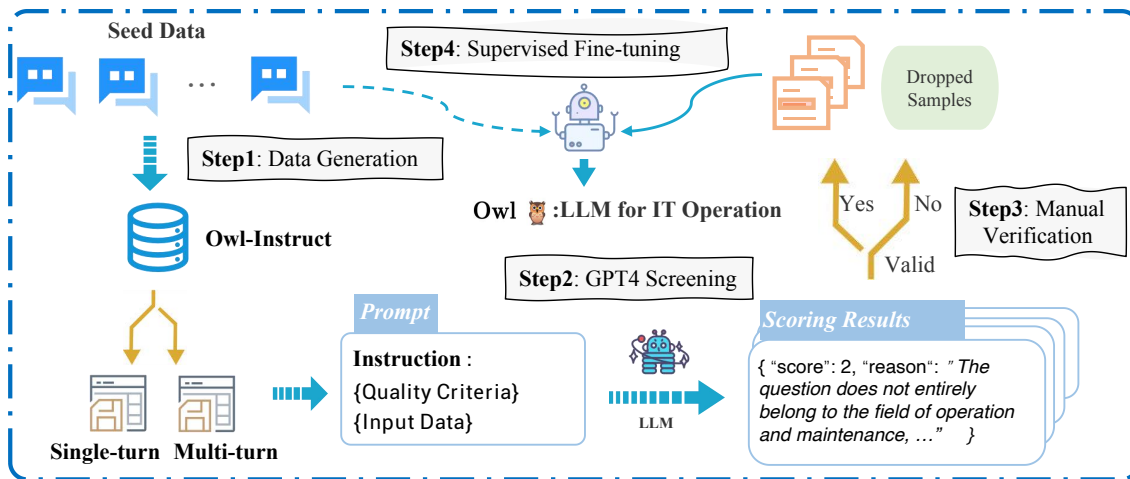 Seed Data
...
Step4: Supervised Fine-tuning
Dropped
Samples
Step1: Data Generation
Owl-Instruct
Owl :LLM for IT Operation
Yes
No
Valid
Step3: Manual
Verification
Step2: GPT4 Screening
Single-turn
Multi-turn
Prompt
Instruction :
{Quality Criteria}
{Input Data}
LLM
Scoring Results
{ “score“: 2, “reason“: ” The
question does not entirely
belong to the field of operation
and maintenance, …” }